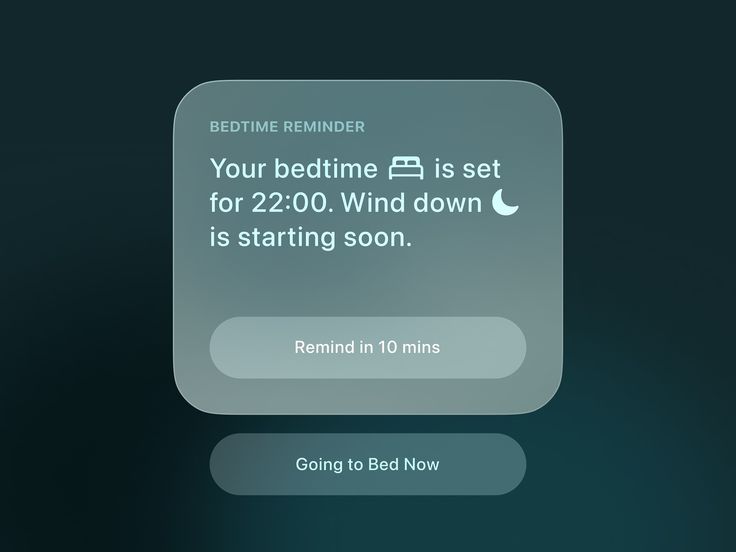 BEDTIME REMINDER
Your bedtime is set
for 22:00. Wind down
is starting soon.
Remind in 10 mins
Going to Bed Now